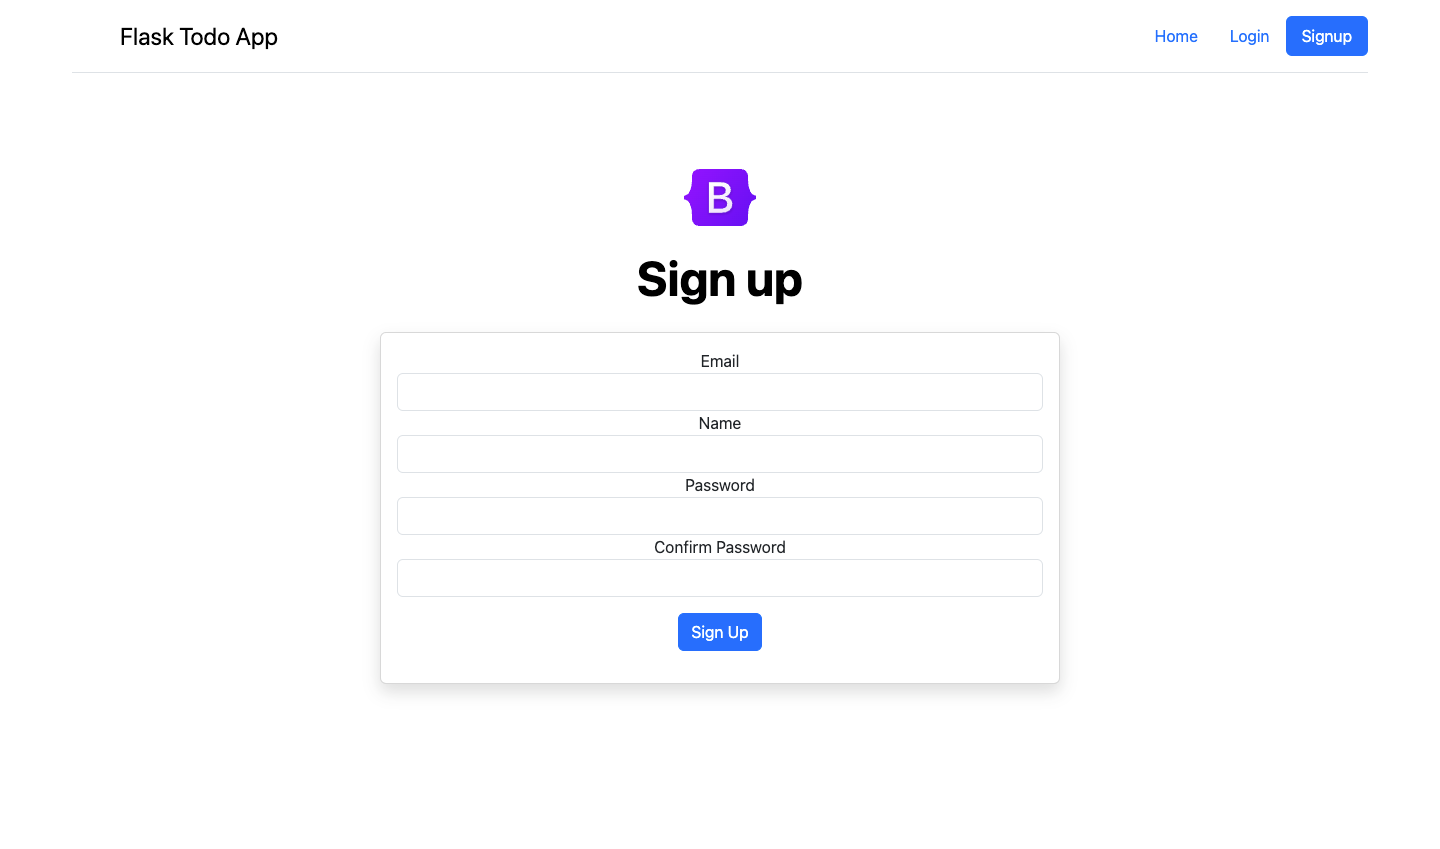 Flask Todo App
Home Login Signup
B
Sign up
Email
Name
Password
Confirm Password
Sign Up